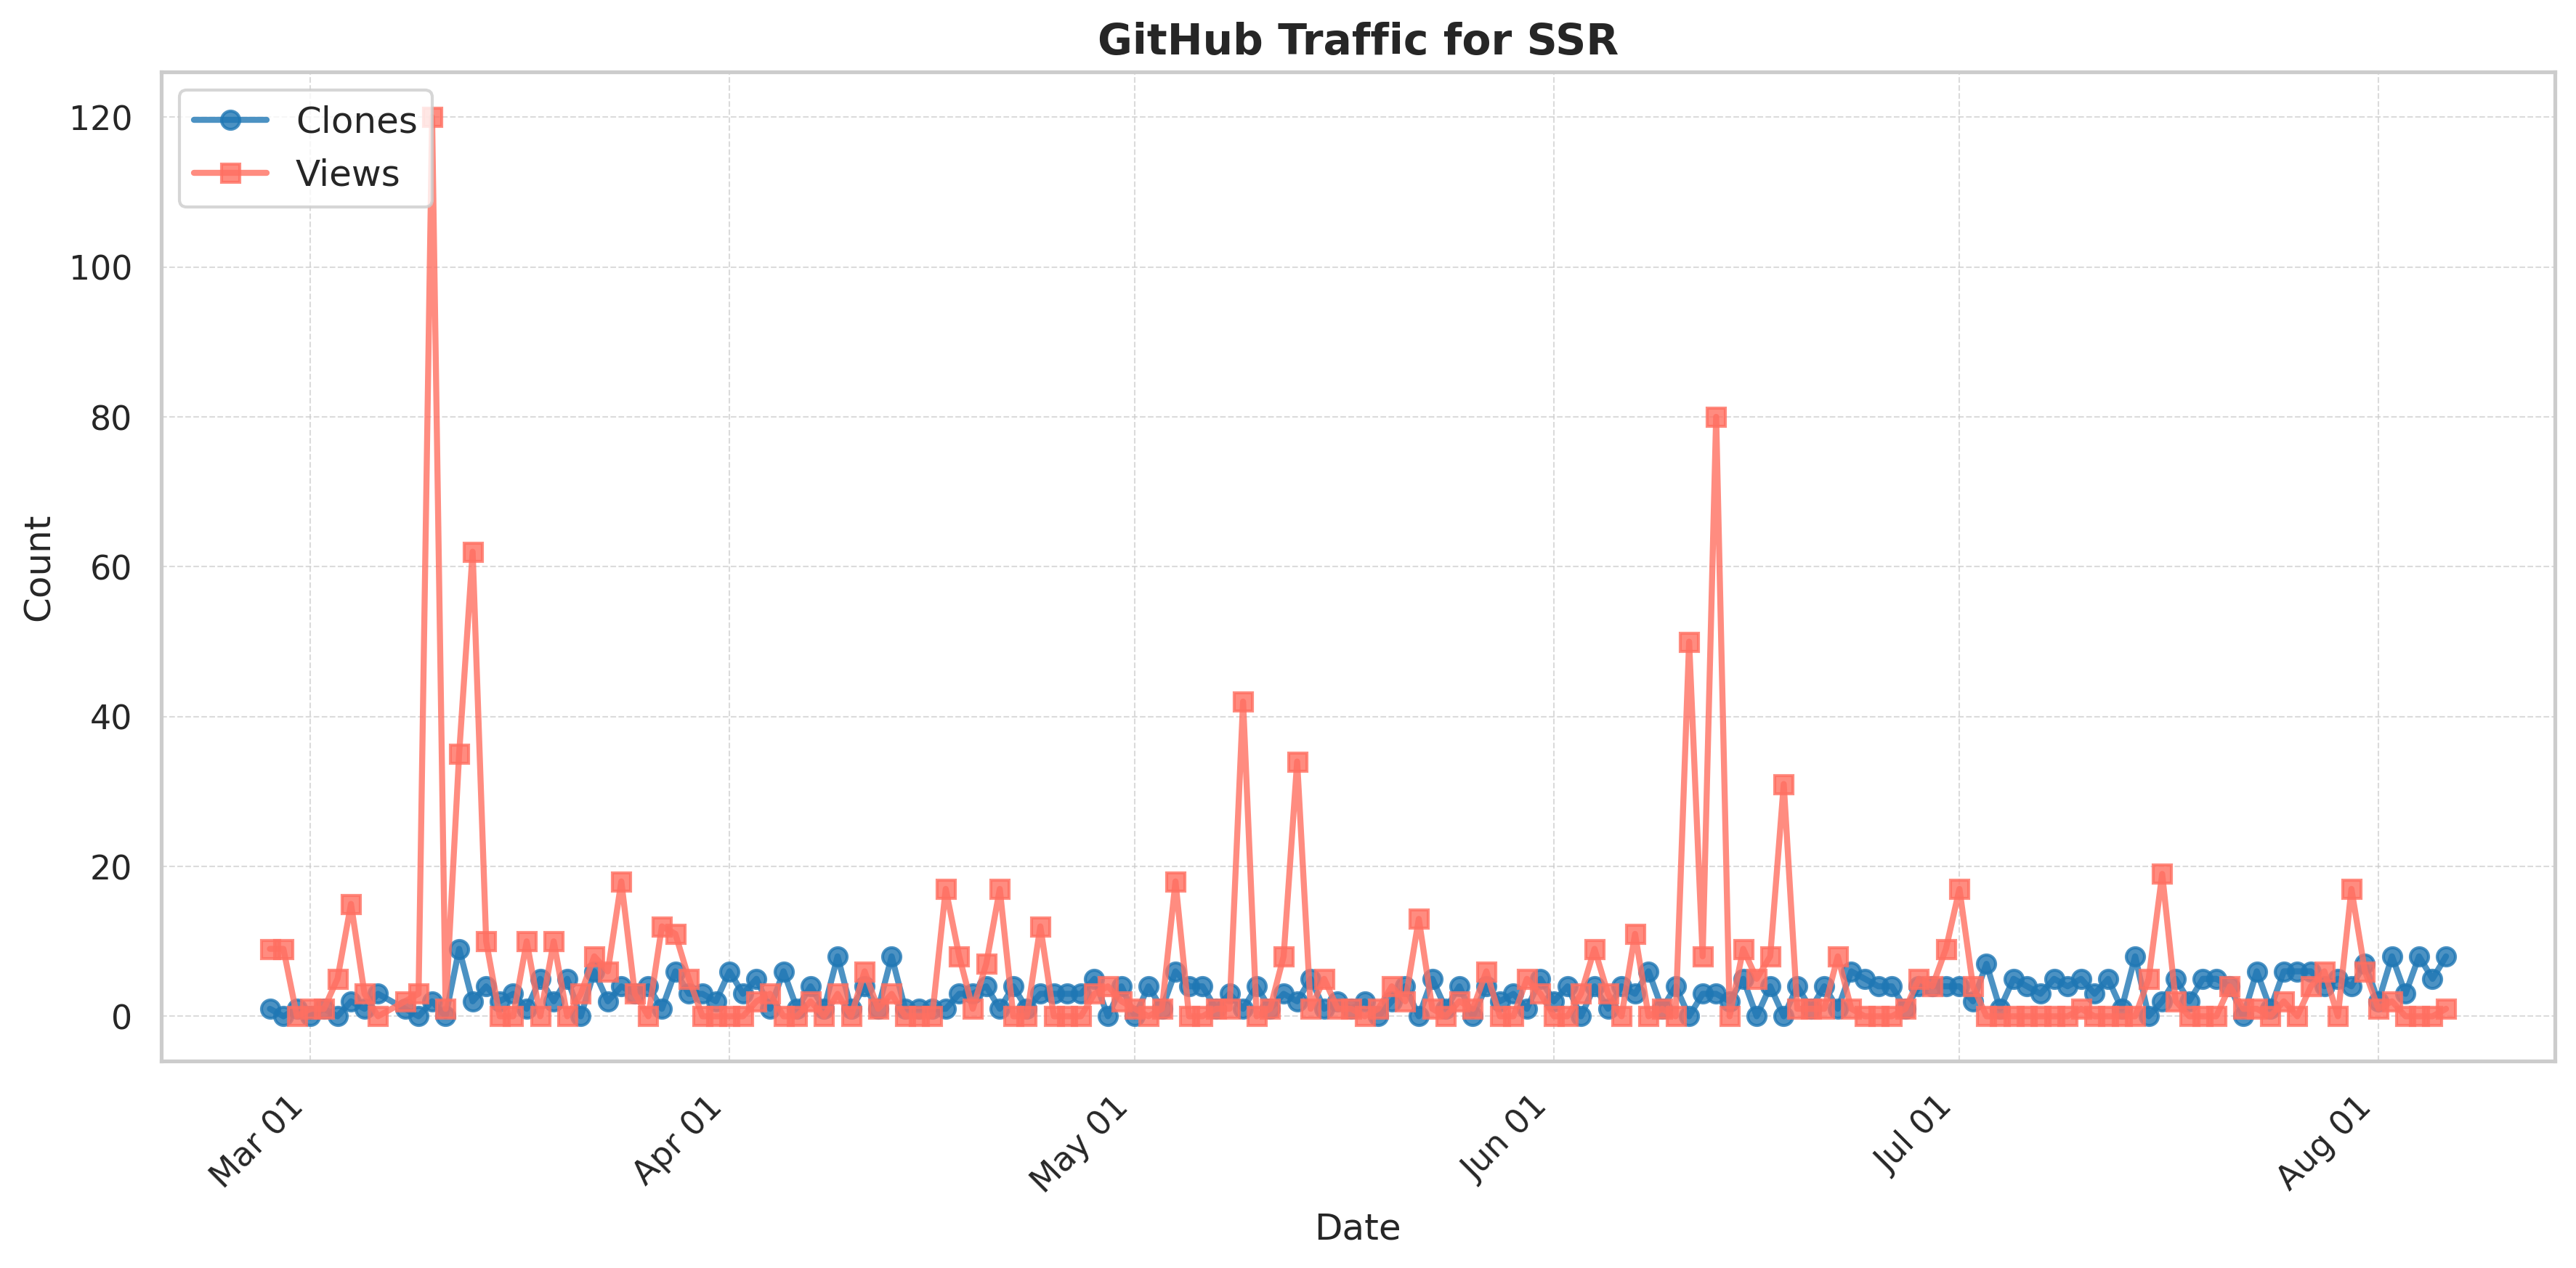 GitHub Traffic for SSR
Clones
Views
120
100
80
60
40
20
0
Count
Mar 01
Apr 01
May 01
Jun 01
Jul 01
Aug 01
Date